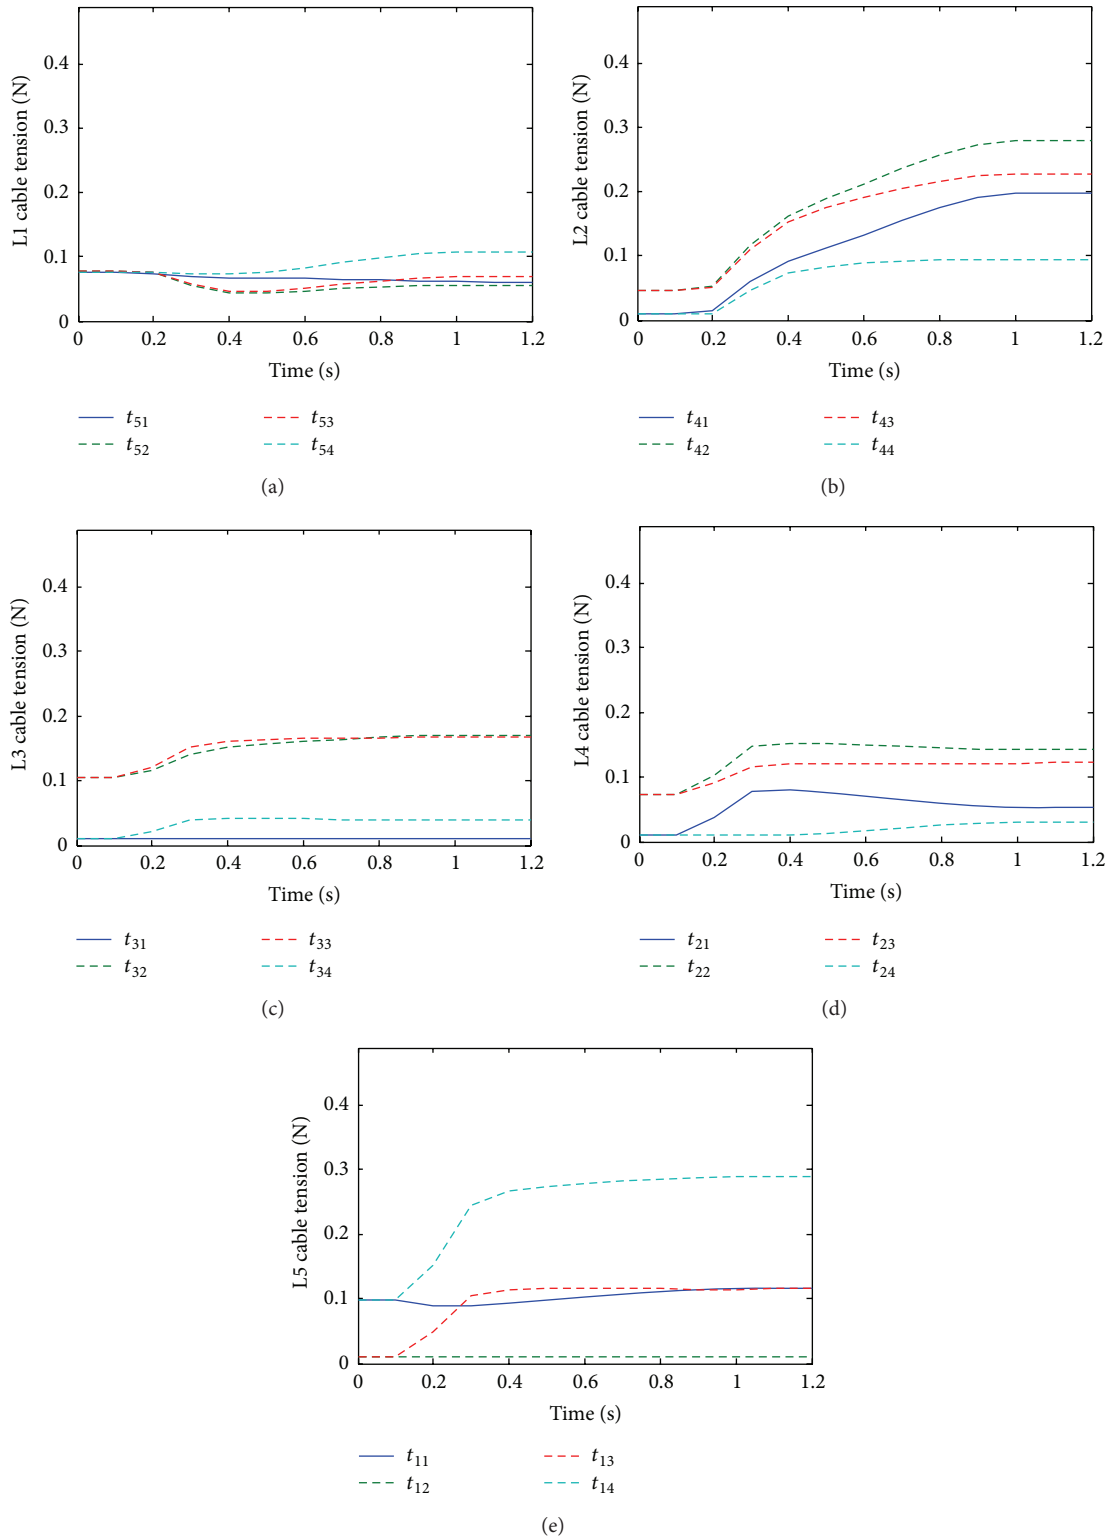 0.4
0.3
0.2
0.1
0
L1 cable tension (N)
0 0.2 0.4 0.6 0.8 1 1.2
Time (s)
t51 t53
t52 t54
(a)
0.4
0.3
0.2
0.1
0
L2 cable tension (N)
0 0.2 0.4 0.6 0.8 1 1.2
Time (s)
t41 t43
t42 t44
(b)
0.4
0.3
0.2
0.1
0
L3 cable tension (N)
0 0.2 0.4 0.6 0.8 1 1.2
Time (s)
t31 t33
t32 t34
(c)
0.4
0.3
0.2
0.1
0
L4 cable tension (N)
0 0.2 0.4 0.6 0.8 1 1.2
Time (s)
t21 t23
t22 t24
(d)
0.4
0.3
0.2
0.1
0
L5 cable tension (N)
0 0.2 0.4 0.6 0.8 1 1.2
Time (s)
t11 t13
t12 t14
(e)